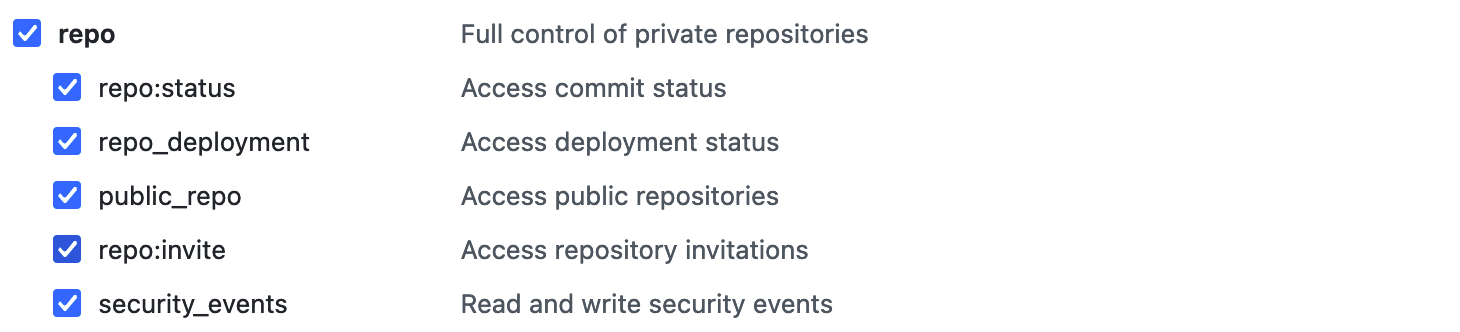 repo Full control of private repositories
repo:status Access commit status
repo_deployment Access deployment status
public_repo Access public repositories
repo:invite Access repository invitations
security_events Read and write security events